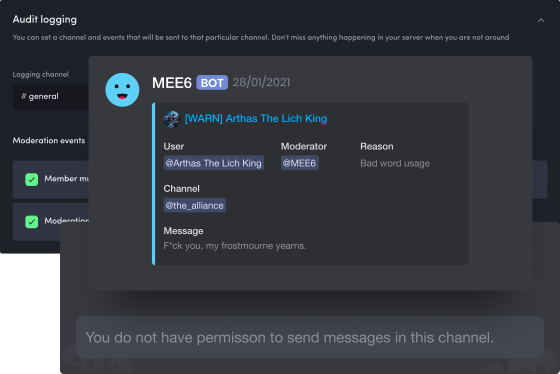 Audit logging
You can set a channel and events that will be sent to that particular channel. Don't miss anything happening in your server when you are not around
Logging channel
# general
MEE6 BOT 28/01/2021
[WARN] Arthas The Lich King
User Moderator Reason
@Arthas The Lich King @MEE6 Bad word usage
Channel
@the_alliance
Message
F*ck you, my frostmourne yearns.
Moderation events
Member mu
Moderation
You do not have permisson to send messages in this channel.